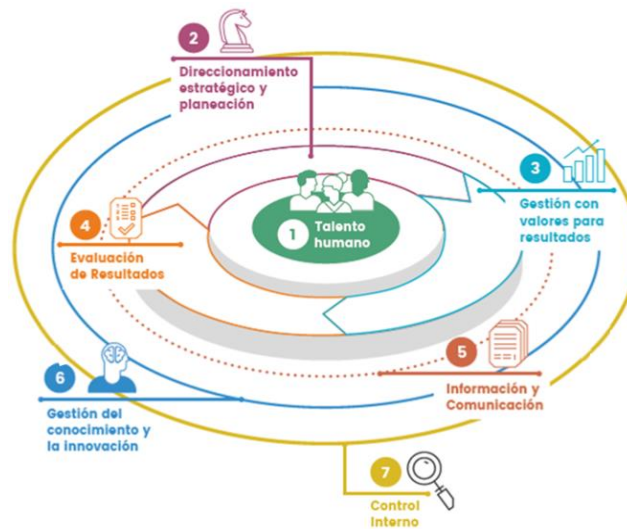 2
Direccionamiento
estratégico y
planeación
3
Gestión con
valores para
resultados
1
Talento
humano
4
Evaluación
de Resultados
5
Información y
Comunicación
6
Gestión del
conocimiento y
la innovación
7
Control
Interno